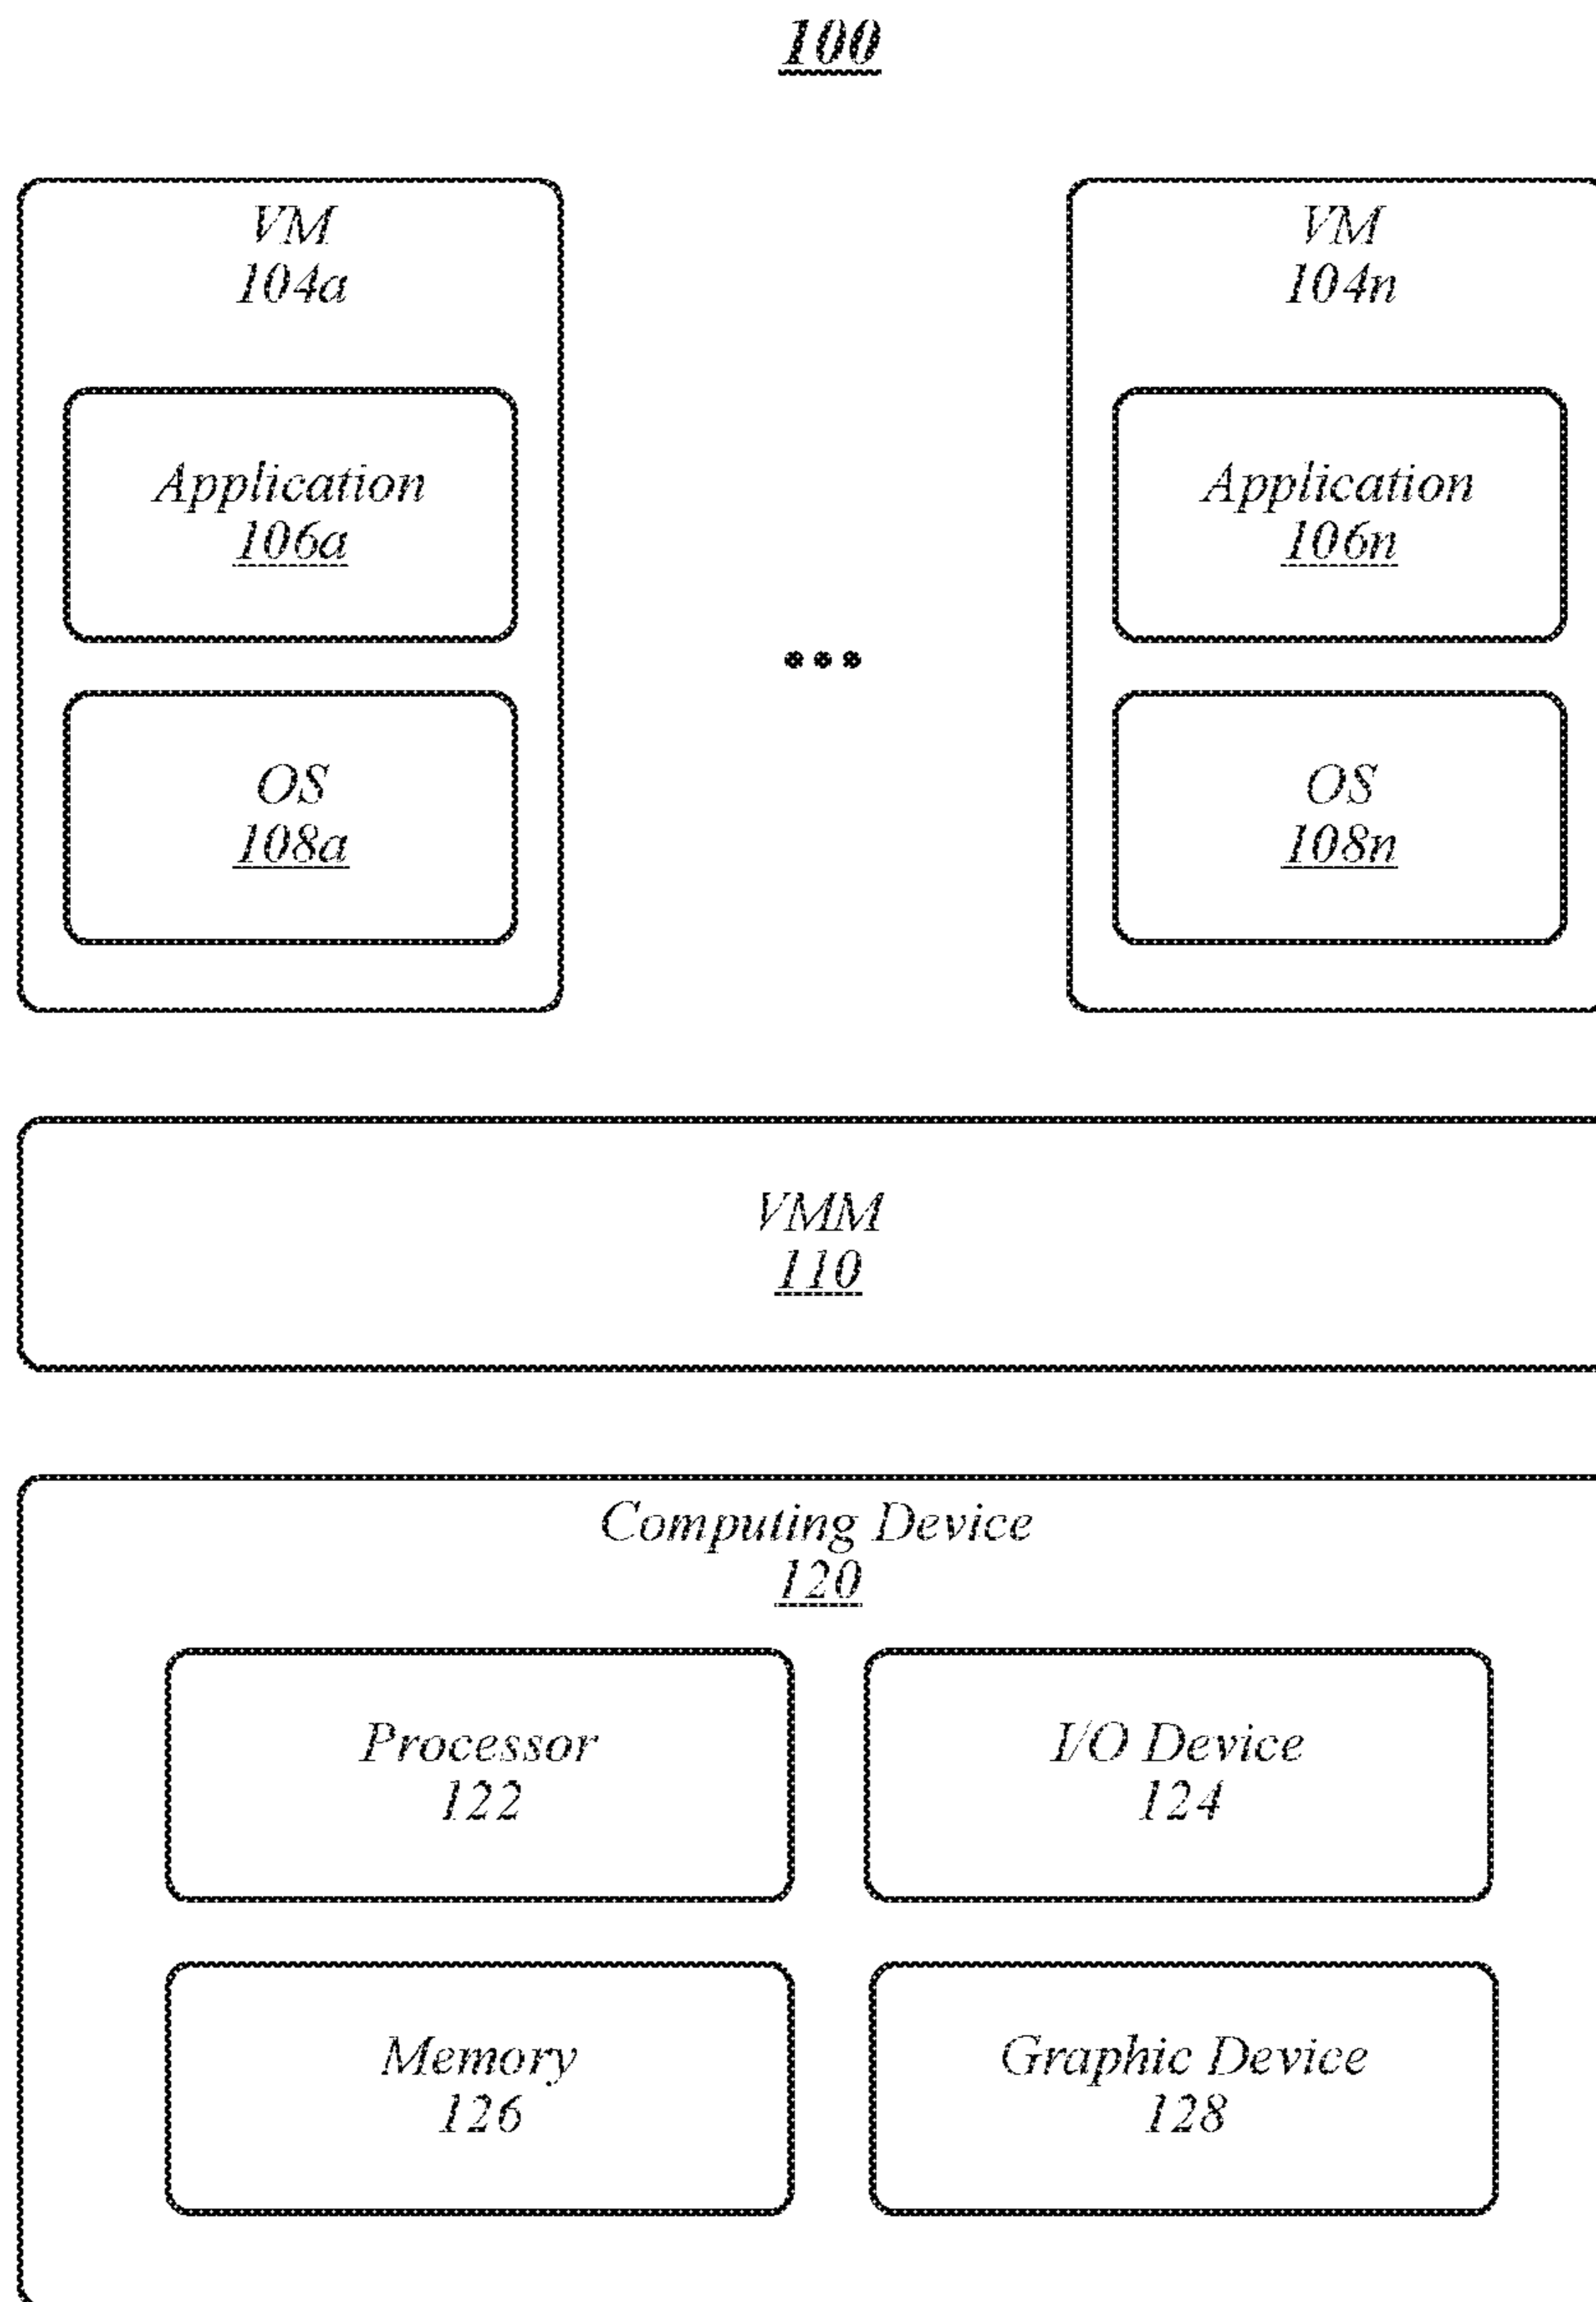 100
VM
104a
Application
106a
OS
108a
...
VM
104n
Application
106n
OS
108n
VMM
110
Computing Device
120
Processor
122
I/O Device
124
Memory
126
Graphic Device
128